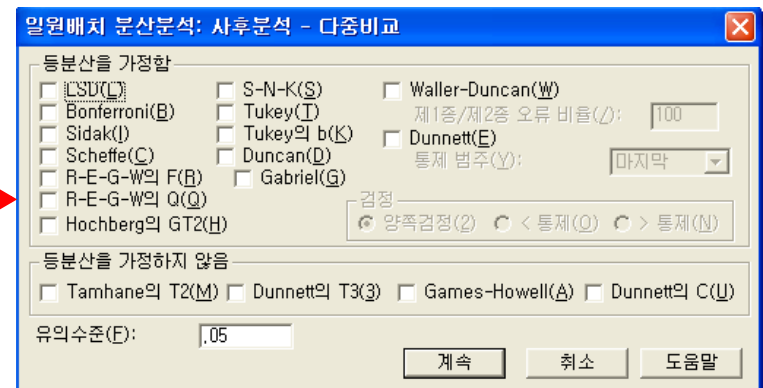 일원배치 분산분석: 사후분석 - 다중비교
등분산을 가정함
LSD(L) S-N-K(S) Waller-Duncan(W)
Bonferroni(B) Tukey(T) 제1종/제2종 오류 비율(/): 100
Sidak(I) Tukey의 b(K) Dunnett(E)
Scheffe(C) Duncan(D) 통제 범주(Y): 마지막
R-E-G-W의 F(R) Gabriel(G)
R-E-G-W의 Q(Q) 검정
Hochberg의 GT2(H) 양쪽검정(2) < 통제(O) > 통제(N)
등분산을 가정하지 않음
Tamhane의 T2(M) Dunnett의 T3(3) Games-Howell(A) Dunnett의 C(U)
유의수준(F): ,05
계속 취소 도움말